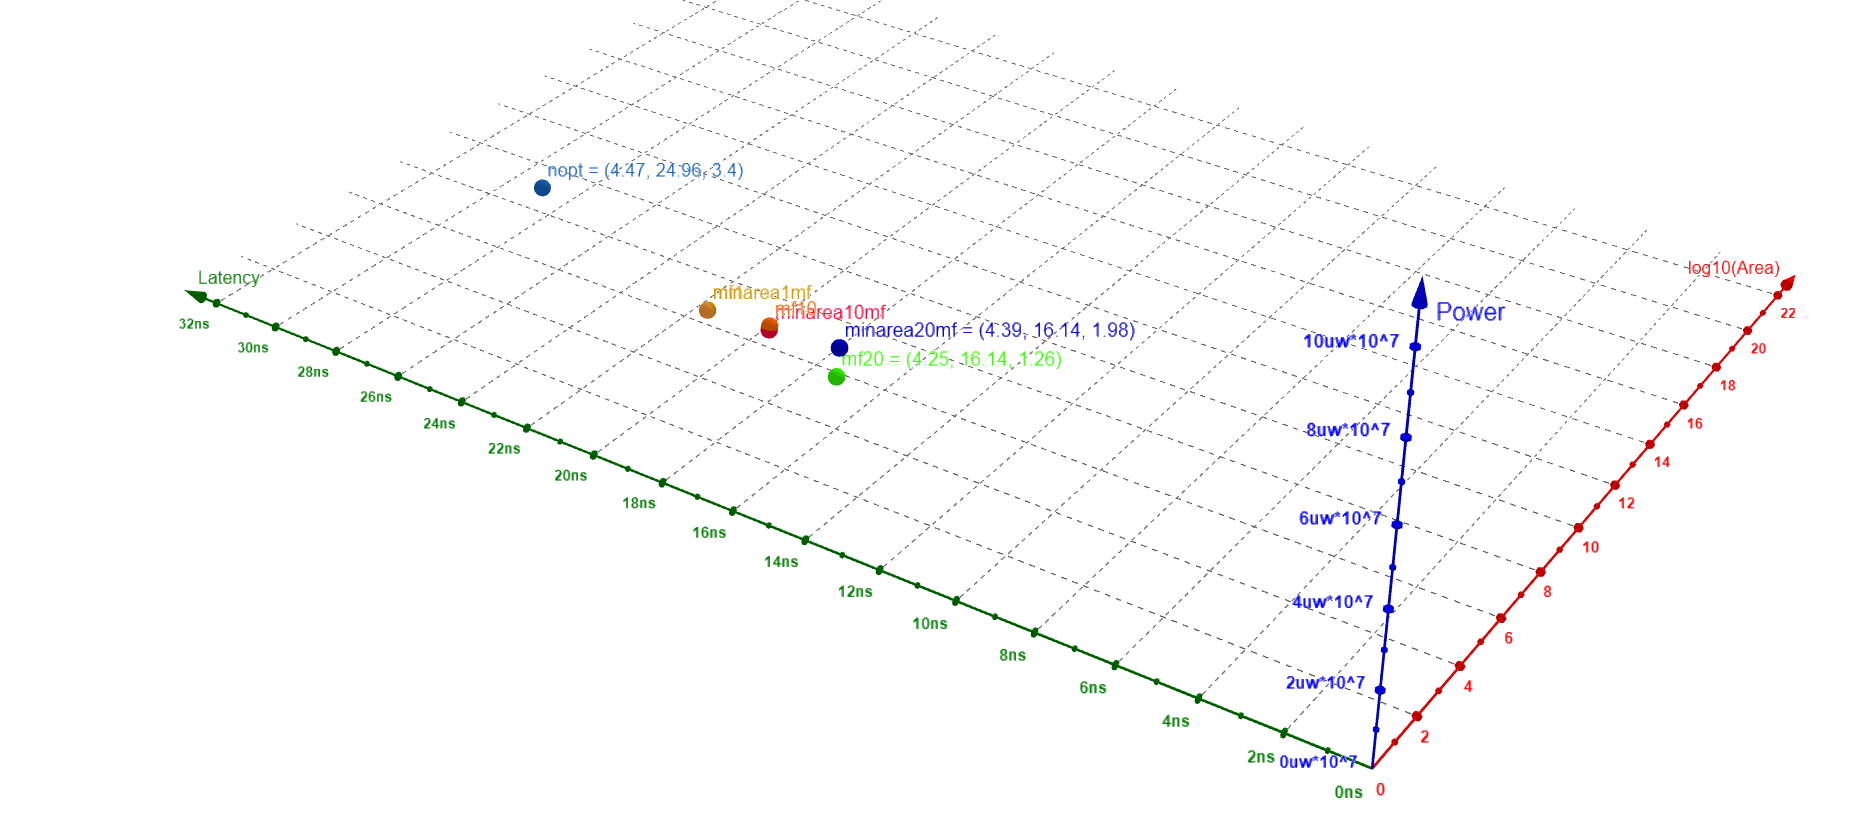 nopt = (4.47, 24.96, 3.4)
Latency
log10(Area)
minarea1mf
minarea10mf
minarea20mf = (4.39, 16.14, 1.98)
mf20 = (4.25, 16.14, 1.26)
Power
32ns
30ns
28ns
26ns
24ns
22ns
20ns
18ns
16ns
14ns
12ns
10ns
8ns
6ns
4ns
2ns
0ns
10uw*10^7
8uw*10^7
6uw*10^7
4uw*10^7
2uw*10^7
0uw*10^7
22
20
18
16
14
12
10
8
6
4
2
0